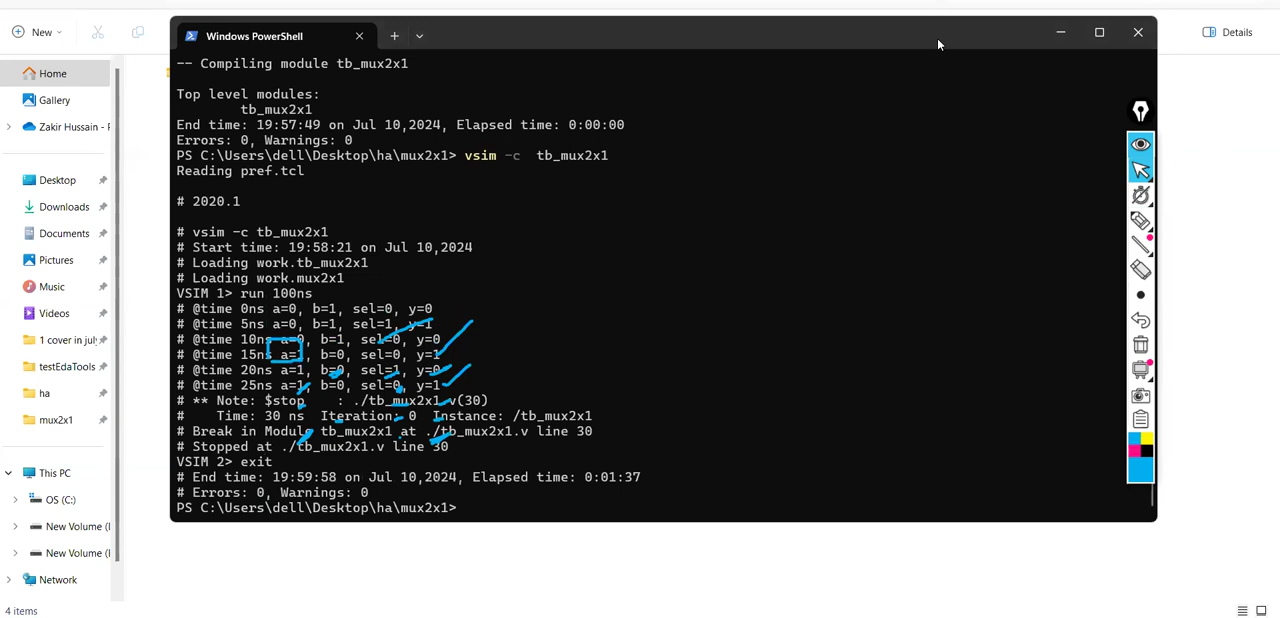 New
Details
Windows PowerShell
Home
Gallery
Zakir Hussain - F
Desktop
Downloads
Documents
Pictures
Music
Videos
1 cover in july
testEdaTools
ha
mux2x1
This PC
OS (C:)
New Volume (
New Volume (
Network
4 items
-- Compiling module tb_mux2x1
Top level modules:
tb_mux2x1
End time: 19:57:49 on Jul 10,2024, Elapsed time: 0:00:00
Errors: 0, Warnings: 0
PS C:\Users\dell\Desktop\ha\mux2x1> vsim -c  tb_mux2x1
Reading pref.tcl
# 2020.1
# vsim -c tb_mux2x1
# Start time: 19:58:21 on Jul 10,2024
# Loading work.tb_mux2x1
# Loading work.mux2x1
VSIM 1> run 100ns
# @time 0ns a=0, b=1, sel=0, y=0
# @time 5ns a=0, b=1, sel=1, y=1
# @time 10ns a=0, b=1, sel=0, y=0
# @time 15ns a=1, b=0, sel=0, y=1
# @time 20ns a=1, b=0, sel=1, y=0
# @time 25ns a=1, b=0, sel=0, y=1
# ** Note: $stop    : ./tb_mux2x1.v(30)
#    Time: 30 ns  Iteration: 0  Instance: /tb_mux2x1
# Break in Module tb_mux2x1 at ./tb_mux2x1.v line 30
# Stopped at ./tb_mux2x1.v line 30
VSIM 2> exit
# End time: 19:59:58 on Jul 10,2024, Elapsed time: 0:01:37
# Errors: 0, Warnings: 0
PS C:\Users\dell\Desktop\ha\mux2x1>